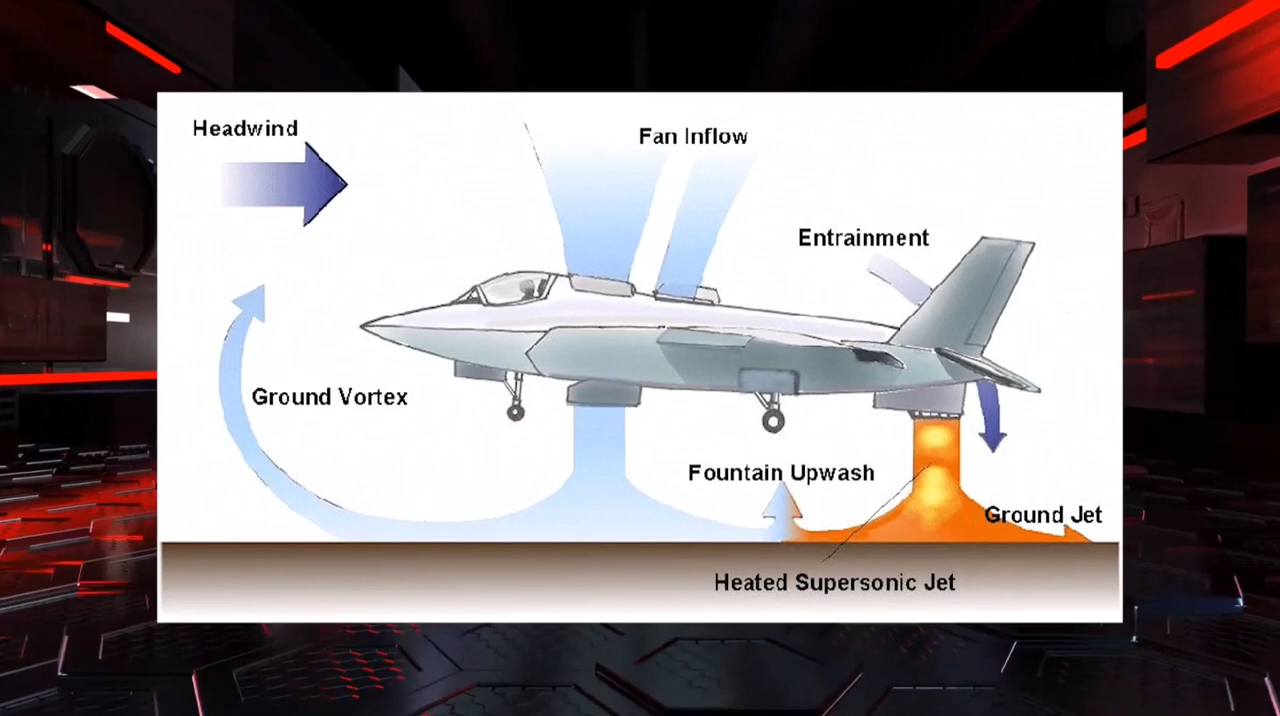 Headwind
Fan Inflow
Entrainment
Ground Vortex
Fountain Upwash
Ground Jet
Heated Supersonic Jet